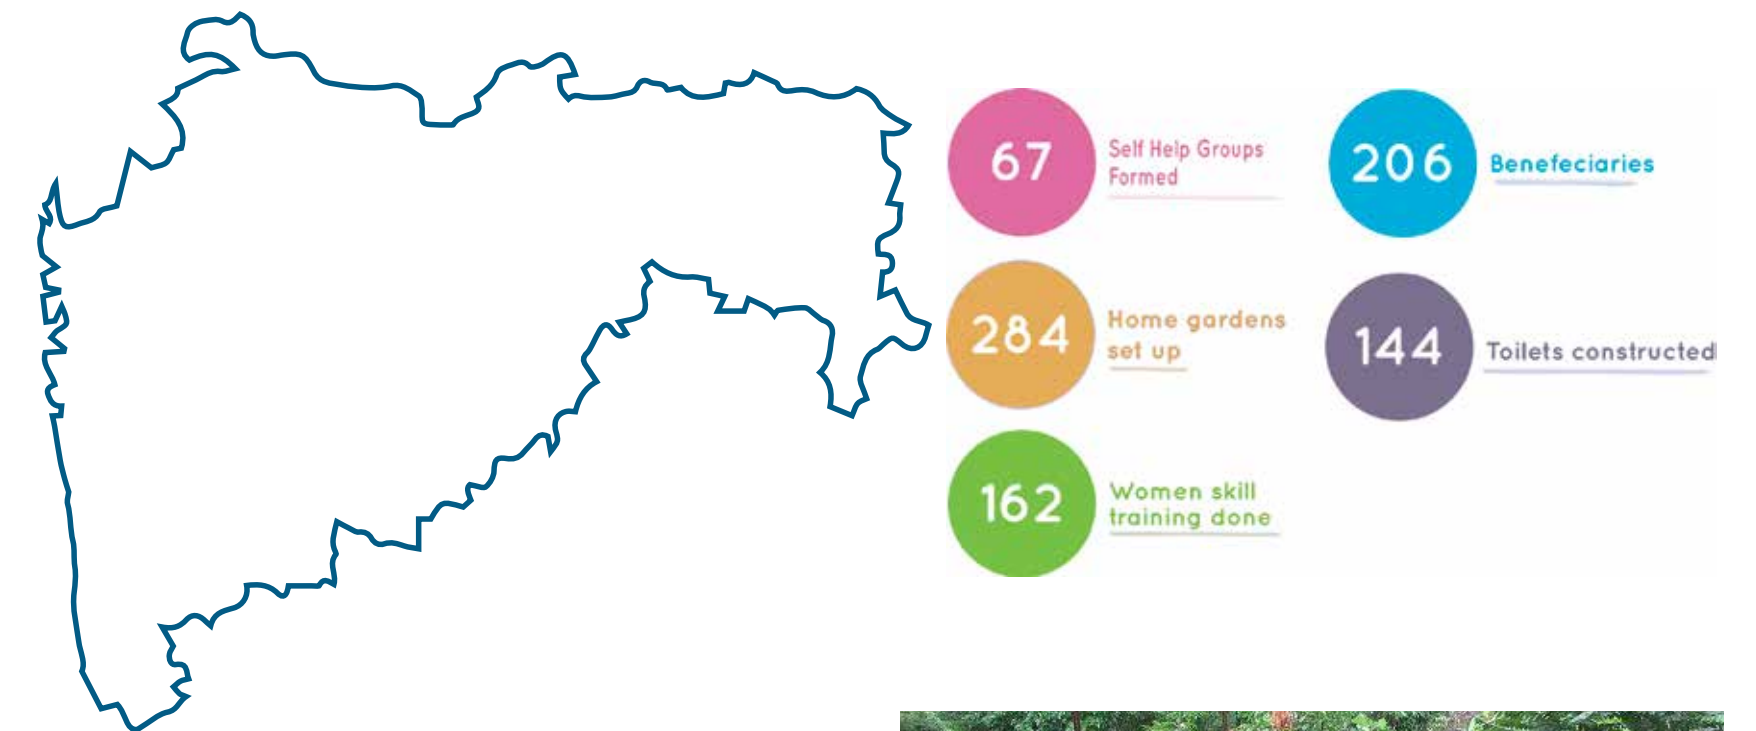 67
Self Help Groups
Formed
206
Benefeciaries
284
Home gardens
set up
144
Toilets constructed
162
Women skill
training done